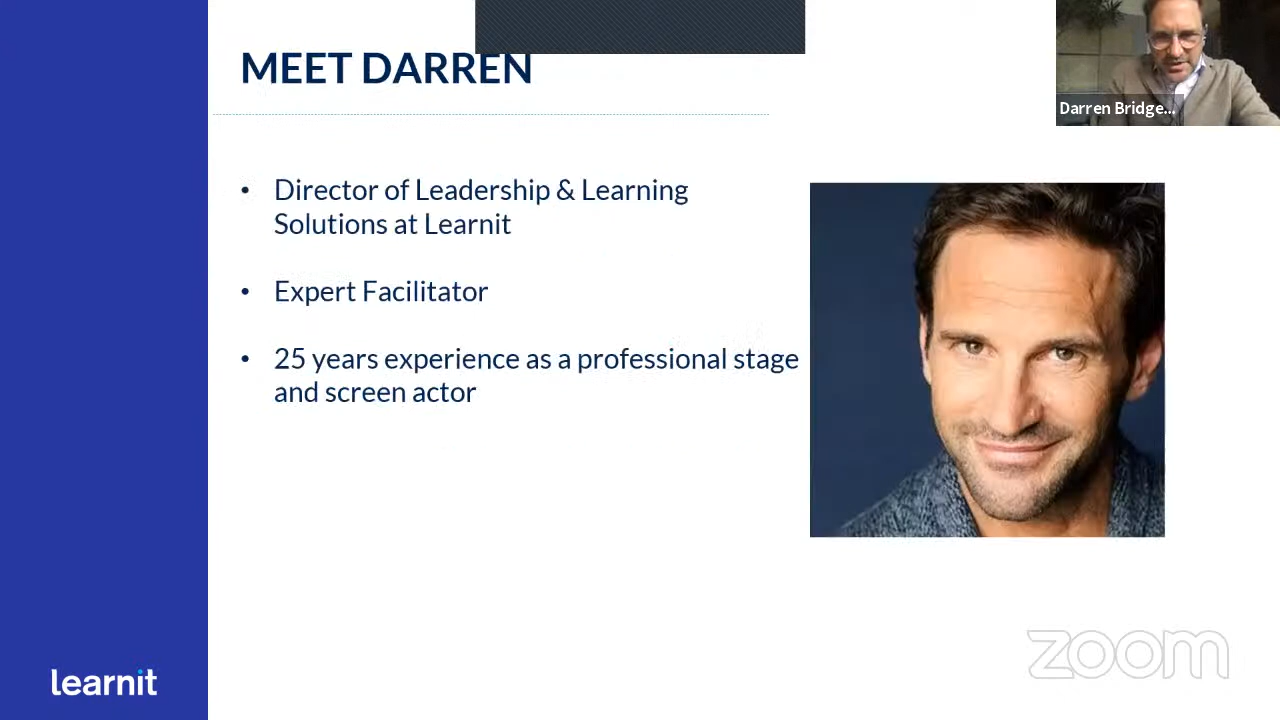 MEET DARREN
Darren Bridge...
• Director of Leadership & Learning
Solutions at Learnit
• Expert Facilitator
• 25 years experience as a professional stage
and screen actor
learnit
zoom